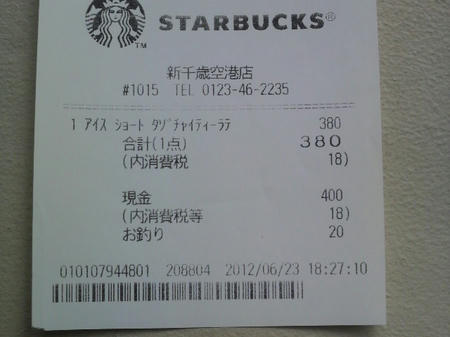 STARBUCKS®
TM
新千歳空港店
#1015 TEL 0123-46-2235
1 ｱｲｽ ｼｮｰﾄ ﾀｿﾞﾁｬｲﾃｨｰﾗﾃ 380
合計(1点) 380
(内消費税 18)
現金 400
(内消費税等 18)
お釣り 20
010107944801 208804 2012/06/23 18:27:10